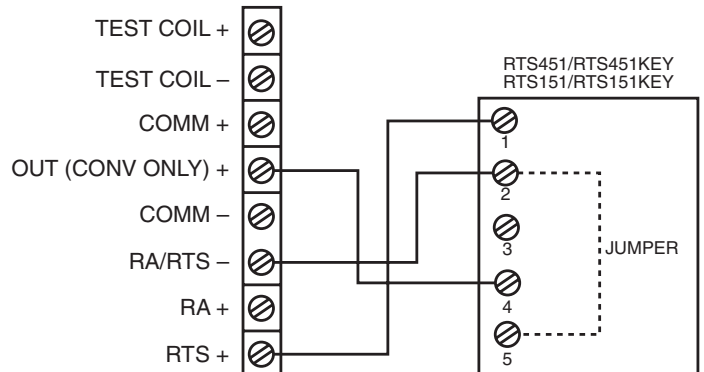 TEST COIL +
TEST COIL –
COMM +
OUT (CONV ONLY) +
COMM –
RA/RTS –
RA +
RTS +
RTS451/RTS451KEY
RTS151/RTS151KEY
1
2
3
4
5
JUMPER